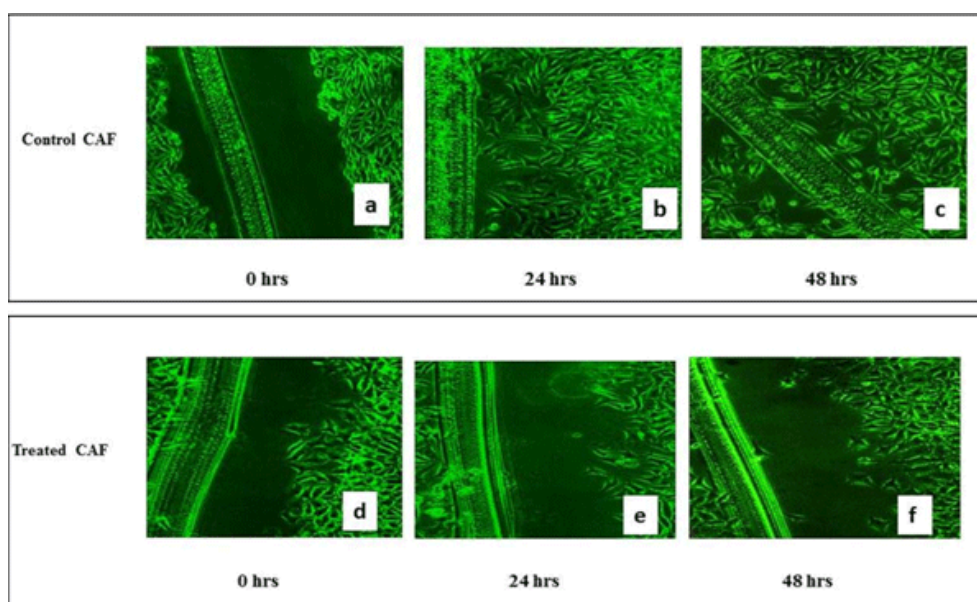 Control CAF
a
b
c
0 hrs
24 hrs
48 hrs
Treated CAF
d
e
f
0 hrs
24 hrs
48 hrs